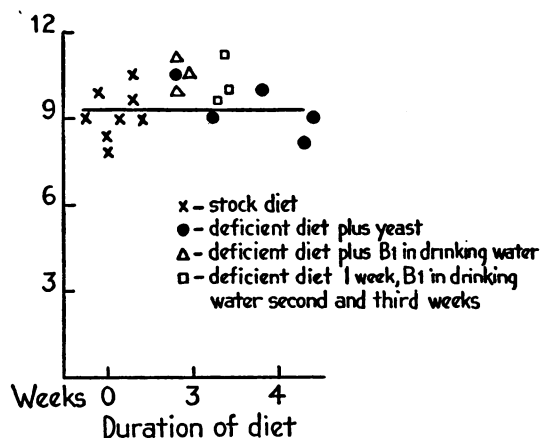 12
9
6
3
x – stock diet
● – deficient diet plus yeast
△ – deficient diet plus B1 in drinking water
□ – deficient diet 1 week, B1 in drinking
water second and third weeks
Weeks 0 3 4
Duration of diet